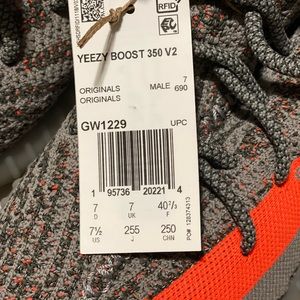 RFID
YEEZY BOOST 350 V2
ORIGINALS MALE 7
ORIGINALS 690
GW1229 UPC
1 95736 20221 4
7 7 40⅔
D UK F
7½ 255 250
US J CHN